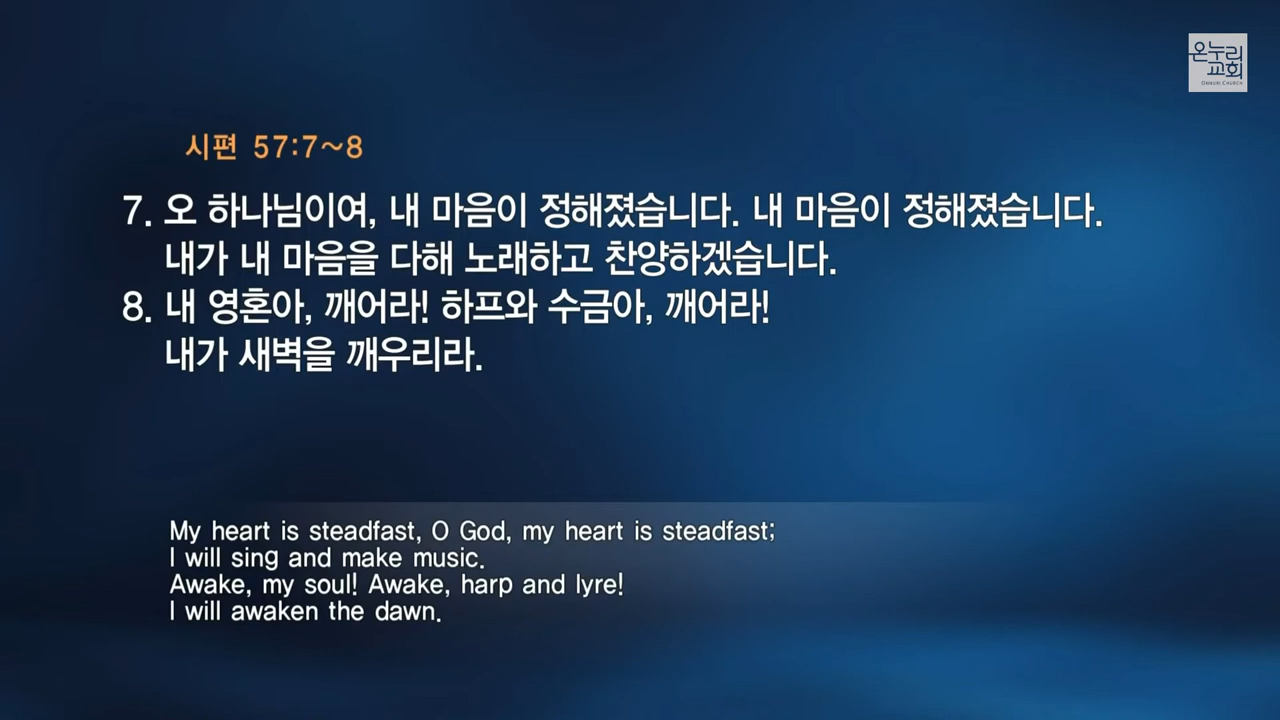 온누리
교회
ONNURI CHURCH
시편 57:7~8
7. 오 하나님이여, 내 마음이 정해졌습니다. 내 마음이 정해졌습니다.
내가 내 마음을 다해 노래하고 찬양하겠습니다.
8. 내 영혼아, 깨어라! 하프와 수금아, 깨어라!
내가 새벽을 깨우리라.
My heart is steadfast, O God, my heart is steadfast;
I will sing and make music.
Awake, my soul! Awake, harp and lyre!
I will awaken the dawn.